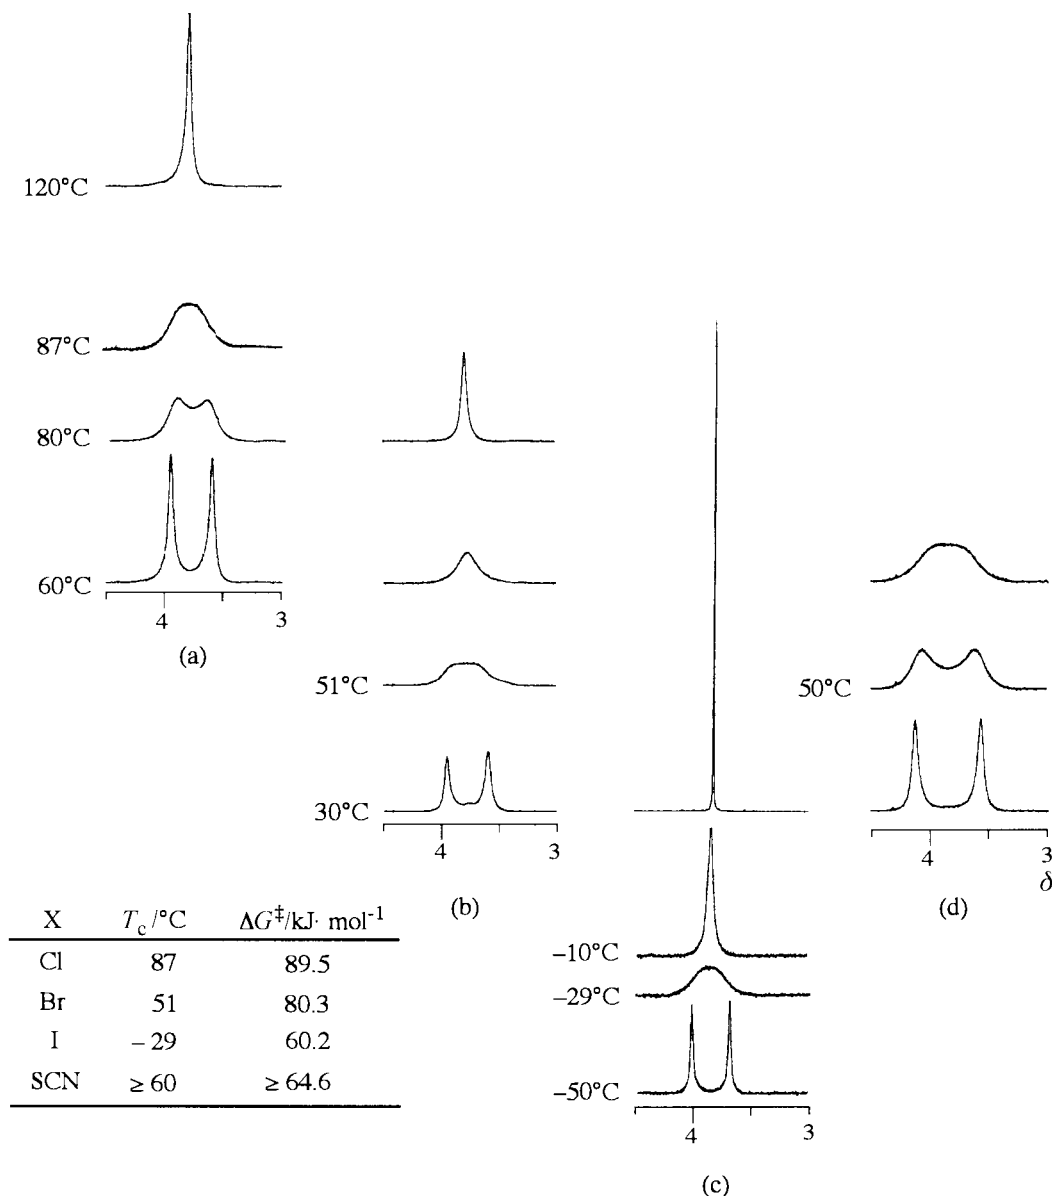 120°C
87°C
80°C
60°C
4 3
(a)
51°C
30°C
4 3
(b)
−10°C
−29°C
−50°C
4 3
(c)
50°C
4 3
δ
(d)
X T_c /°C ΔG‡/kJ· mol⁻¹
Cl 87 89.5
Br 51 80.3
I − 29 60.2
SCN ≥ 60 ≥ 64.6